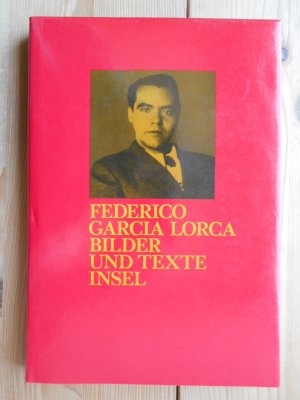 FEDERICO
GARCIA LORCA
BILDER
UND TEXTE
INSEL